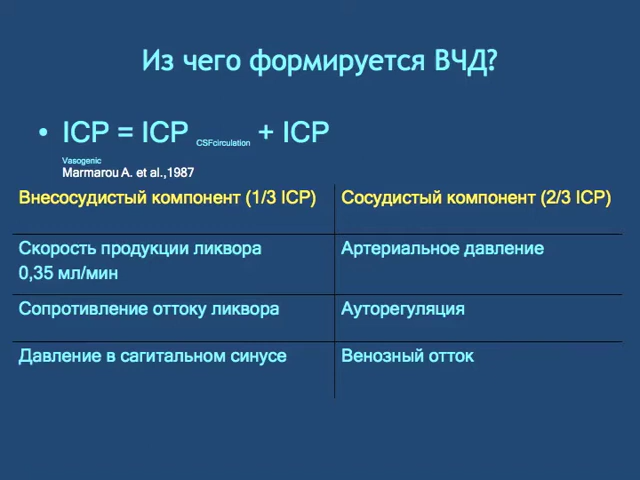 Из чего формируется ВЧД?
• ICP = ICP CSFcirculation + ICP
Vasogenic
Marmarou A. et al.,1987
Внесосудистый компонент (1/3 ICP) Сосудистый компонент (2/3 ICP)
Скорость продукции ликвора Артериальное давление
0,35 мл/мин
Сопротивление оттоку ликвора Ауторегуляция
Давление в сагитальном синусе Венозный отток